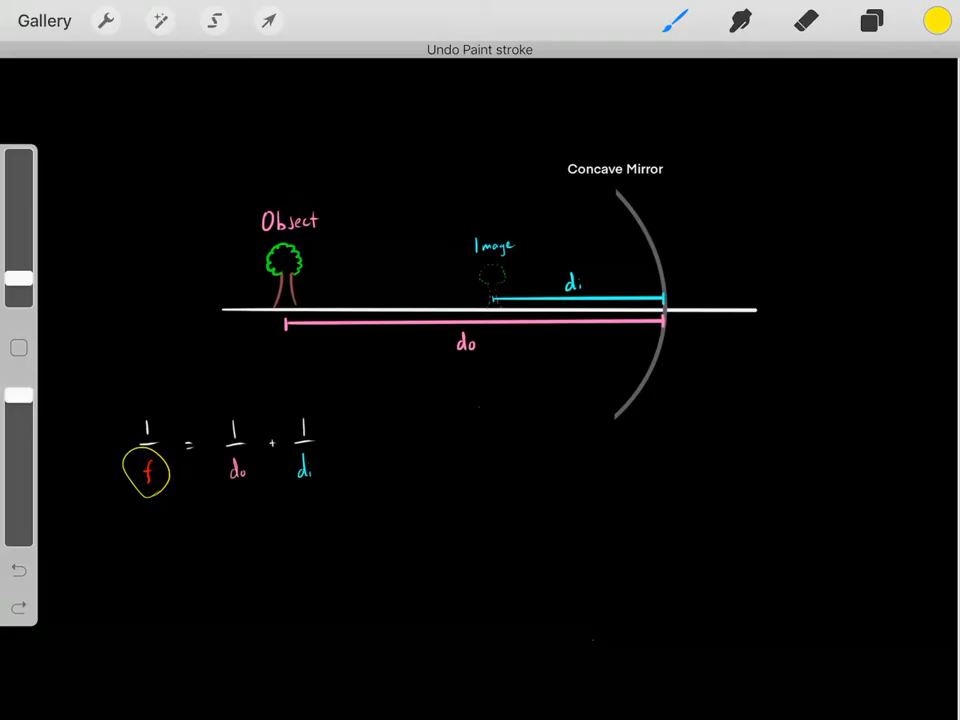 Gallery
Undo Paint stroke
Concave Mirror
Object
Image
di
do
1/f = 1/do + 1/di